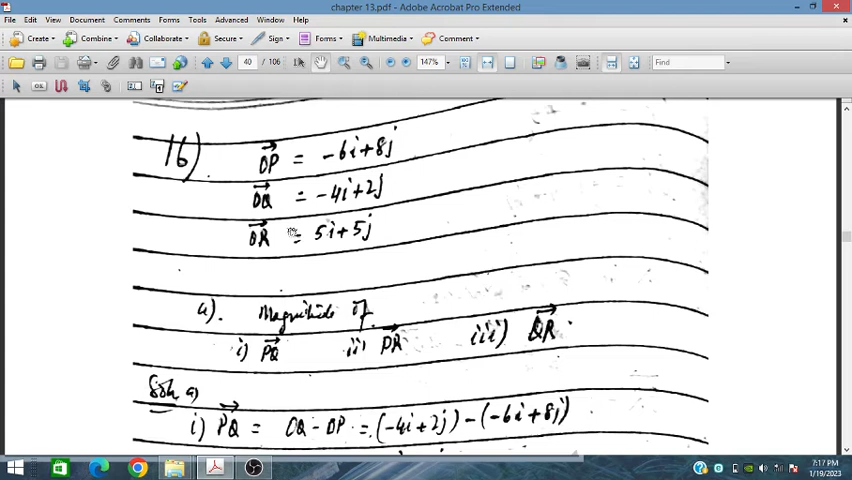 chapter 13.pdf - Adobe Acrobat Pro Extended
File Edit View Document Comments Forms Tools Advanced Window Help
Create Combine Collaborate Secure Sign Forms Multimedia Comment
40 / 106 147% Find
16) OP = -6i+8j
OQ = -4i+2j
OR = 5i+5j
a). Magnitude of
i) PQ ii) PR iii) QR
Soln a)
i) PQ = OQ - OP = (-4i+2j) - (-6i+8j)
7:17 PM
1/19/2023